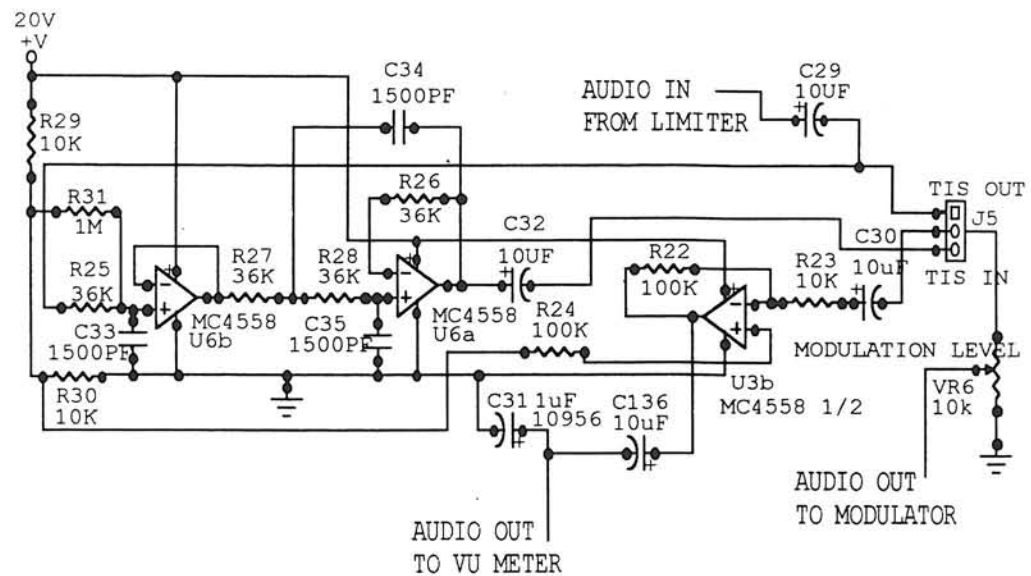 20V
+V
R29
10K
R31
1M
R25
36K
C33
1500PF
R30
10K
MC4558
U6b
R27
36K
R28
36K
C35
1500PF
C34
1500PF
R26
36K
MC4558
U6a
C32
10UF
R24
100K
AUDIO IN
FROM LIMITER
C29
10UF
R22
100K
R23
10K
C30
10uF
TIS OUT
J5
TIS IN
U3b
MC4558 1/2
MODULATION LEVEL
VR6
10k
C31
1uF
10956
C136
10uF
AUDIO OUT
TO VU METER
AUDIO OUT
TO MODULATOR